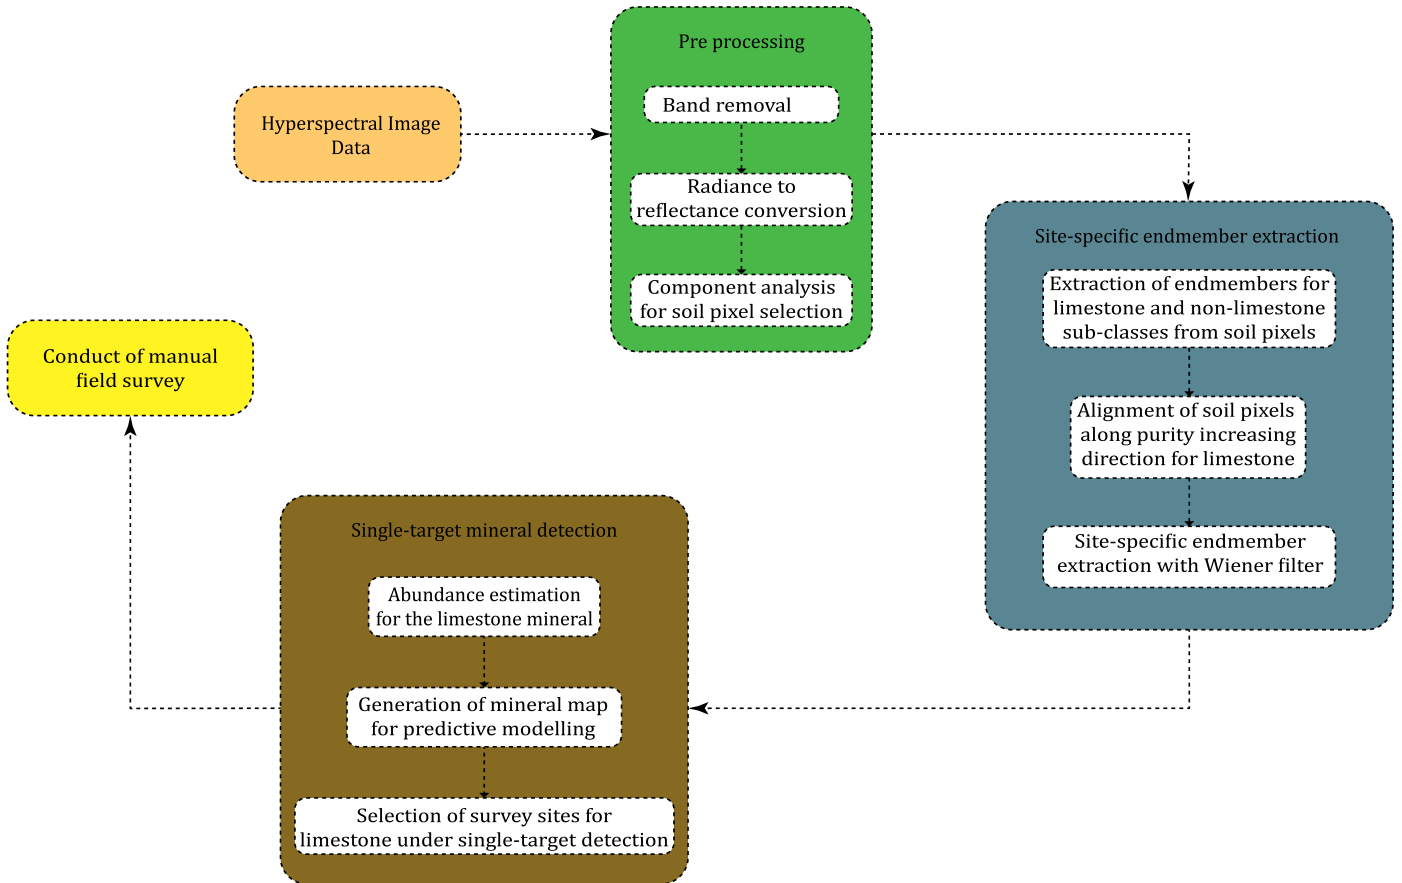 Hyperspectral Image
Data
Pre processing
Band removal
Radiance to
reflectance conversion
Component analysis
for soil pixel selection
Site-specific endmember extraction
Extraction of endmembers for
limestone and non-limestone
sub-classes from soil pixels
Alignment of soil pixels
along purity increasing
direction for limestone
Site-specific endmember
extraction with Wiener filter
Single-target mineral detection
Abundance estimation
for the limestone mineral
Generation of mineral map
for predictive modelling
Selection of survey sites for
limestone under single-target detection
Conduct of manual
field survey